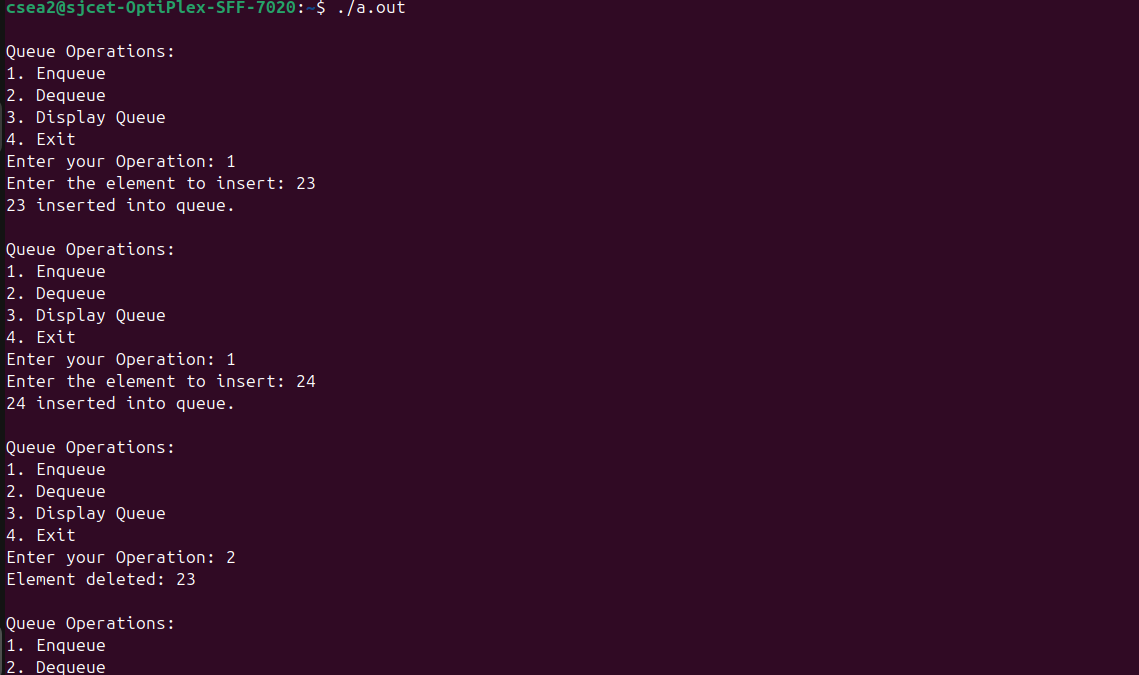 csea2@sjcet-OptiPlex-SFF-7020:~$ ./a.out
Queue Operations:
1. Enqueue
2. Dequeue
3. Display Queue
4. Exit
Enter your Operation: 1
Enter the element to insert: 23
23 inserted into queue.
Queue Operations:
1. Enqueue
2. Dequeue
3. Display Queue
4. Exit
Enter your Operation: 1
Enter the element to insert: 24
24 inserted into queue.
Queue Operations:
1. Enqueue
2. Dequeue
3. Display Queue
4. Exit
Enter your Operation: 2
Element deleted: 23
Queue Operations:
1. Enqueue
2. Dequeue